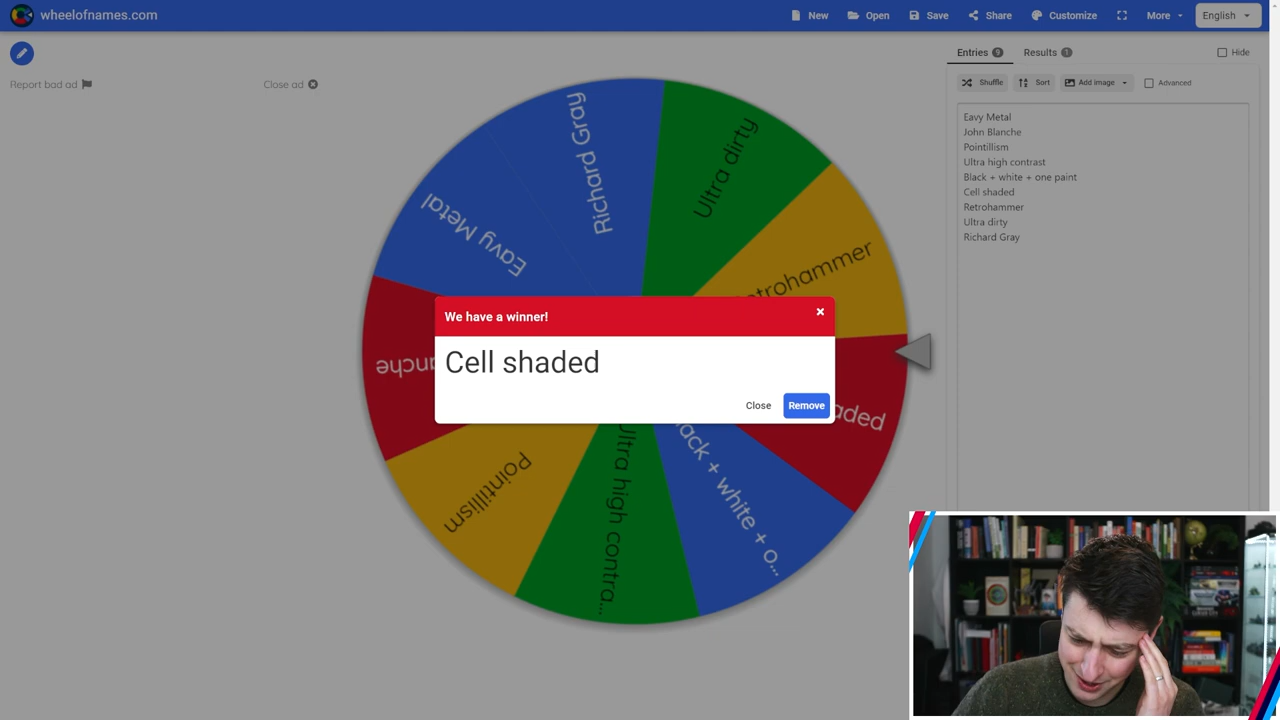 wheelofnames.com
New
Open
Save
Share
Customize
More
English
Entries 9
Results 1
Hide
Report bad ad
Close ad
Shuffle
Sort
Add image
Advanced
Eavy Metal
John Blanche
Pointillism
Ultra high contrast
Black + white + one paint
Cell shaded
Retrohammer
Ultra dirty
Richard Gray
Richard Gray
Ultra dirty
Eavy Metal
trohammer
anche
aded
Pointillism
Ultra high contra...
ack + white + o...
We have a winner!
Cell shaded
Close
Remove